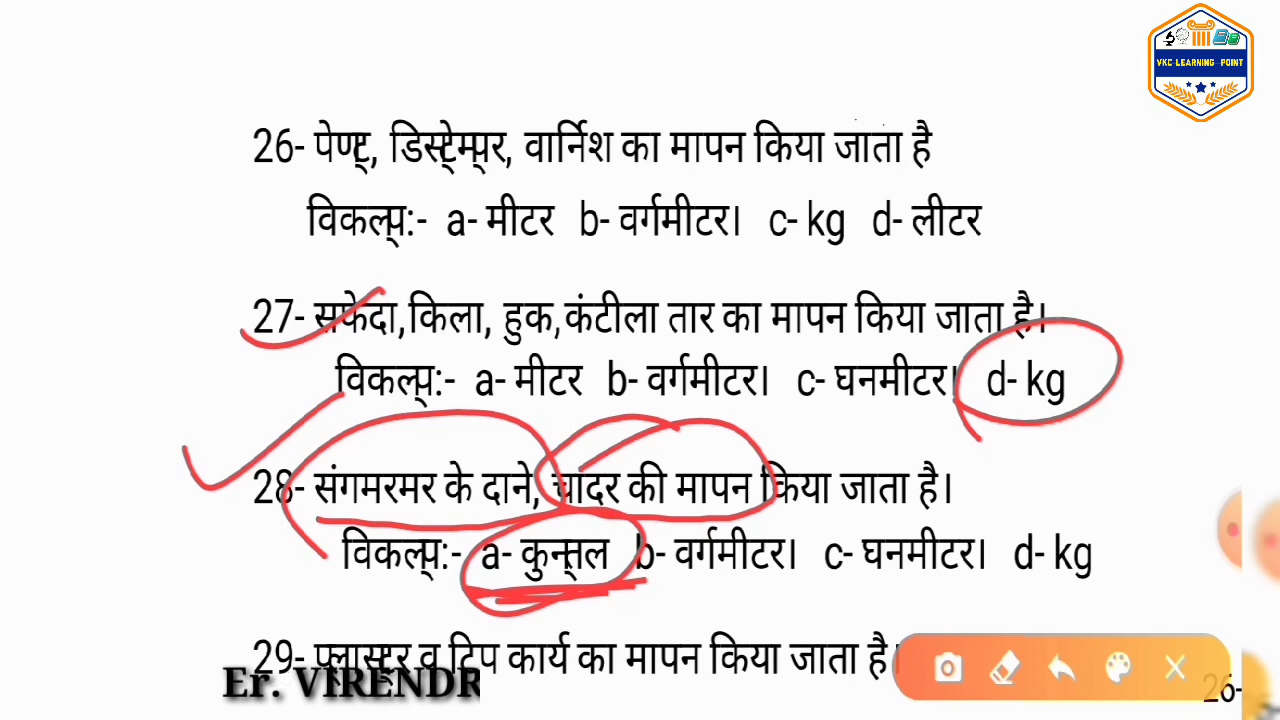 VKC LEARNING POINT
26- पेण्ट, डिस्टेम्पर, वार्निश का मापन किया जाता है
विकल्प:- a- मीटर b- वर्गमीटर। c- kg d- लीटर
27- सफेदा,किला, हुक,कंटीला तार का मापन किया जाता है।
विकल्प:- a- मीटर b- वर्गमीटर। c- घनमीटर। d- kg
28- संगमरमर के दाने, चादर की मापन किया जाता है।
विकल्प:- a- कुन्तल b- वर्गमीटर। c- घनमीटर। d- kg
29- प्लास्टर व टिप कार्य का मापन किया जाता है।
Er. VIRENDR
26-